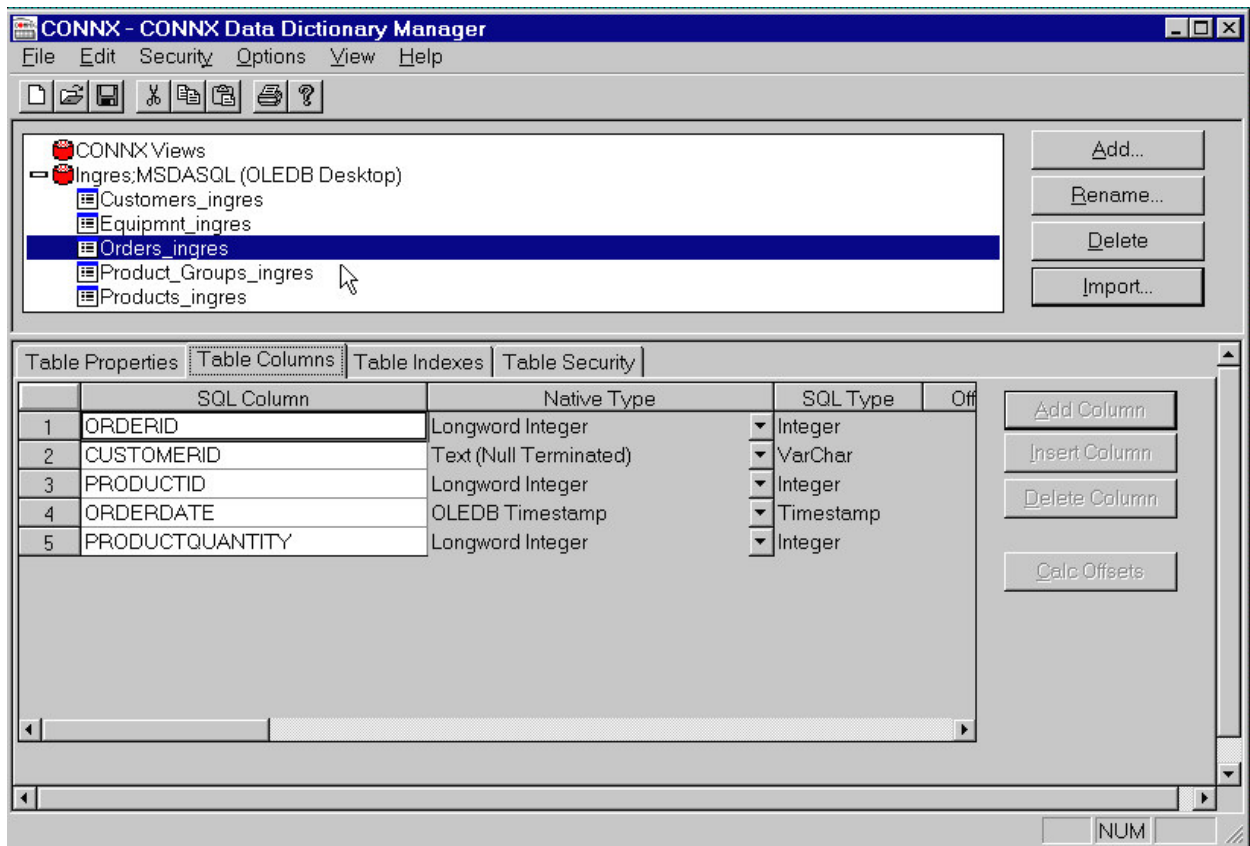 CONNX - CONNX Data Dictionary Manager
File Edit Security Options View Help
CONNX Views
Add...
Ingres;MSDASQL (OLEDB Desktop)
Customers_ingres
Rename...
Equipmnt_ingres
Orders_ingres
Delete
Product_Groups_ingres
Import...
Products_ingres
Table Properties Table Columns Table Indexes Table Security
SQL Column Native Type SQL Type Off
Add Column
1 ORDERID Longword Integer Integer
2 CUSTOMERID Text (Null Terminated) VarChar
Insert Column
3 PRODUCTID Longword Integer Integer
Delete Column
4 ORDERDATE OLEDB Timestamp Timestamp
5 PRODUCTQUANTITY Longword Integer Integer
Calc Offsets
NUM